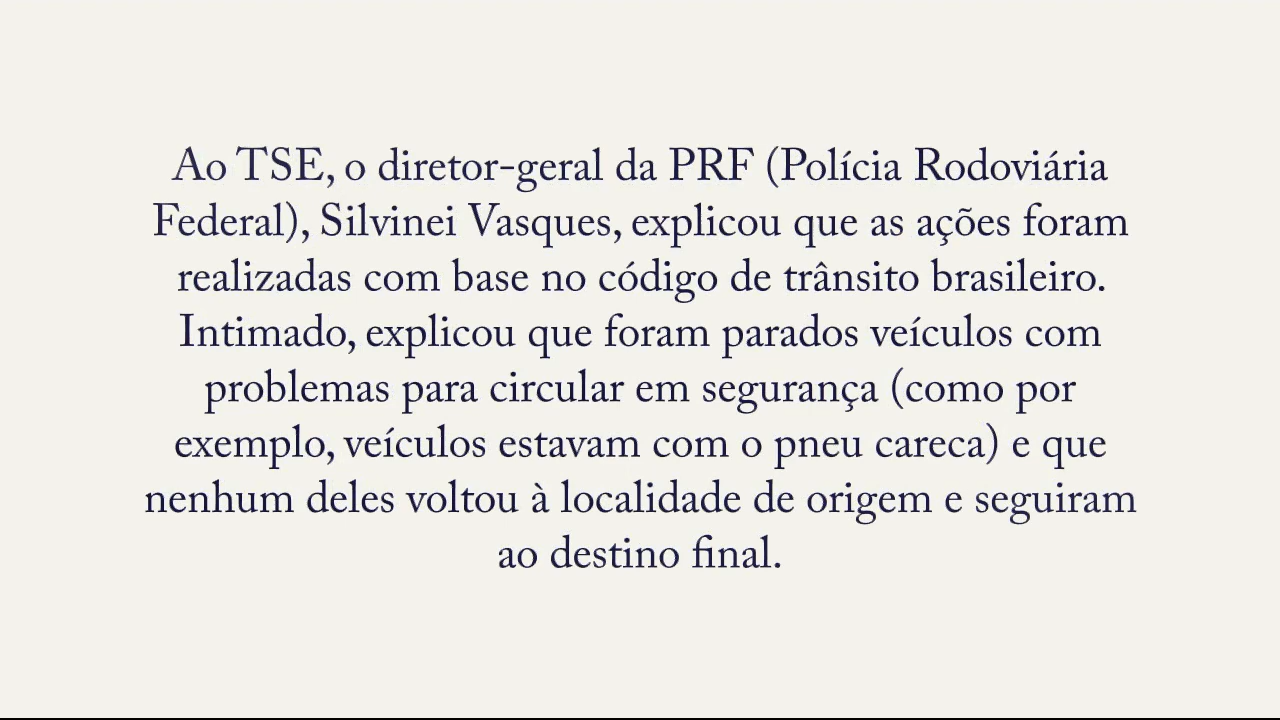 Ao TSE, o diretor-geral da PRF (Polícia Rodoviária
Federal), Silvinei Vasques, explicou que as ações foram
realizadas com base no código de trânsito brasileiro.
Intimado, explicou que foram parados veículos com
problemas para circular em segurança (como por
exemplo, veículos estavam com o pneu careca) e que
nenhum deles voltou à localidade de origem e seguiram
ao destino final.